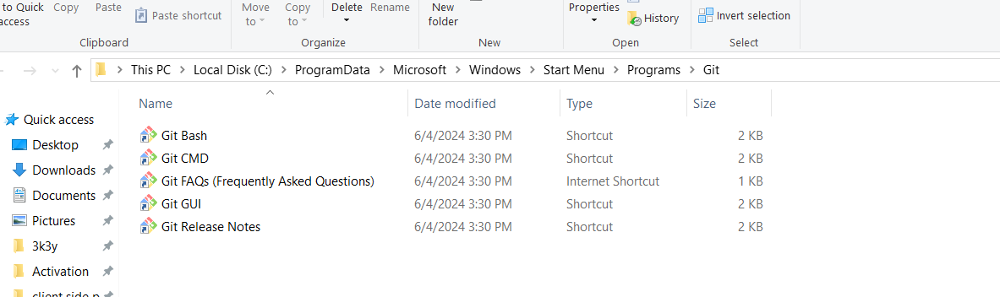 to Quick Copy Paste Paste shortcut Move Copy Delete Rename New Properties History Invert selection
access to to folder
Clipboard Organize New Open Select
This PC Local Disk (C:) ProgramData Microsoft Windows Start Menu Programs Git
Name Date modified Type Size
Quick access
Desktop
Downloads
Documents
Pictures
3k3y
Activation
Git Bash 6/4/2024 3:30 PM Shortcut 2 KB
Git CMD 6/4/2024 3:30 PM Shortcut 2 KB
Git FAQs (Frequently Asked Questions) 6/4/2024 3:30 PM Internet Shortcut 1 KB
Git GUI 6/4/2024 3:30 PM Shortcut 2 KB
Git Release Notes 6/4/2024 3:30 PM Shortcut 2 KB